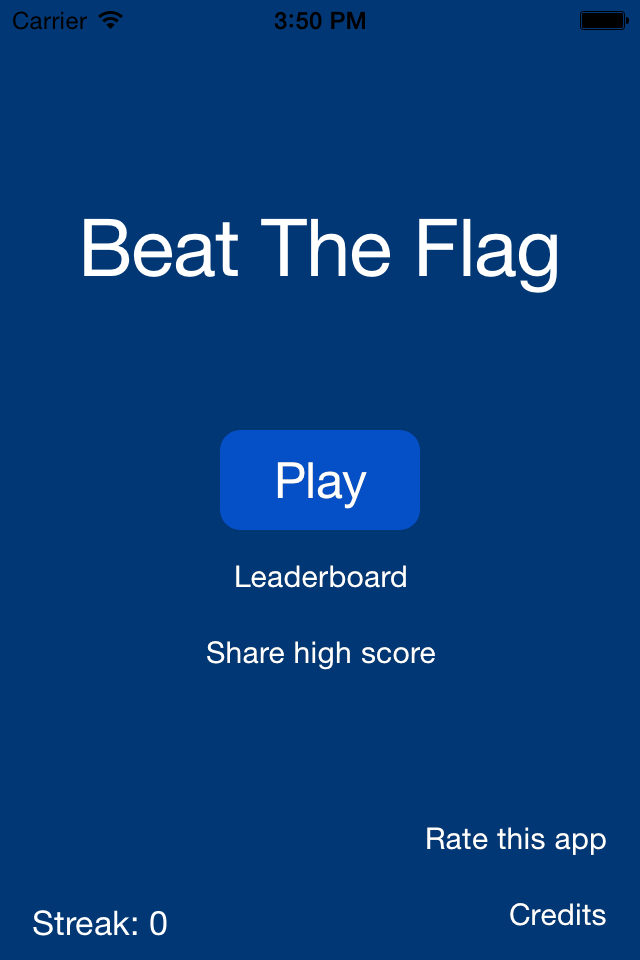 Carrier 3:50 PM
Beat The Flag
Play
Leaderboard
Share high score
Rate this app
Streak: 0
Credits